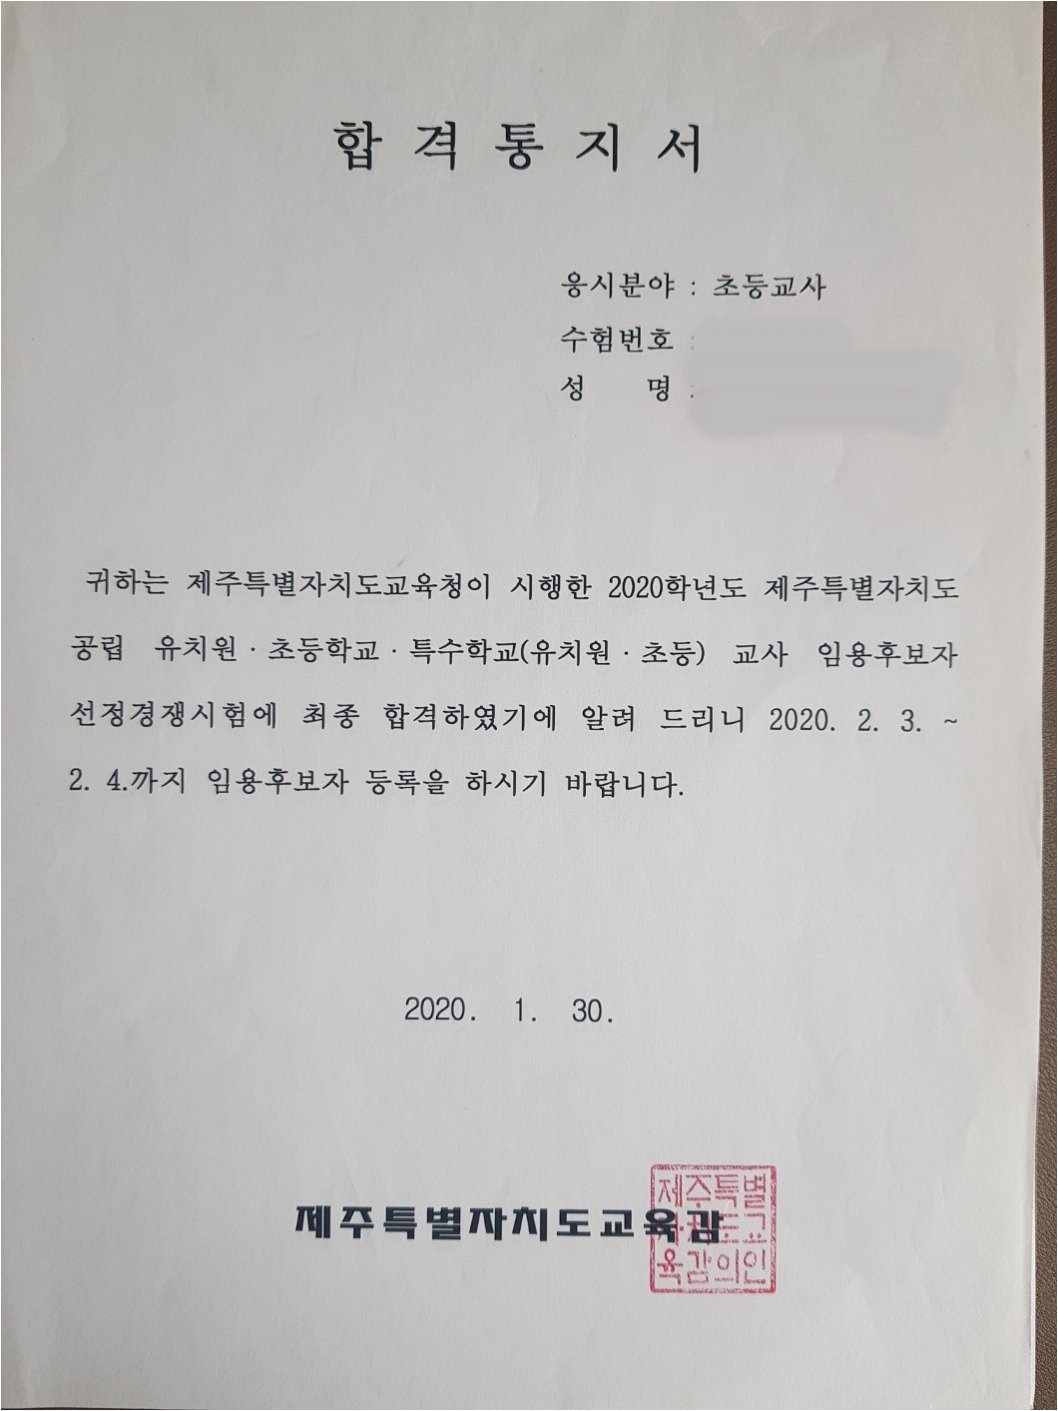 합 격 통 지 서
응시분야 : 초등교사
수험번호 :
성 명 :
귀하는 제주특별자치도교육청이 시행한 2020학년도 제주특별자치도
공립 유치원 · 초등학교 · 특수학교(유치원 · 초등) 교사 임용후보자
선정경쟁시험에 최종 합격하였기에 알려 드리니 2020. 2. 3. ~
2. 4.까지 임용후보자 등록을 하시기 바랍니다.
2020. 1. 30.
제주특별자치도교육감
제주특별
자치도교
육감의인